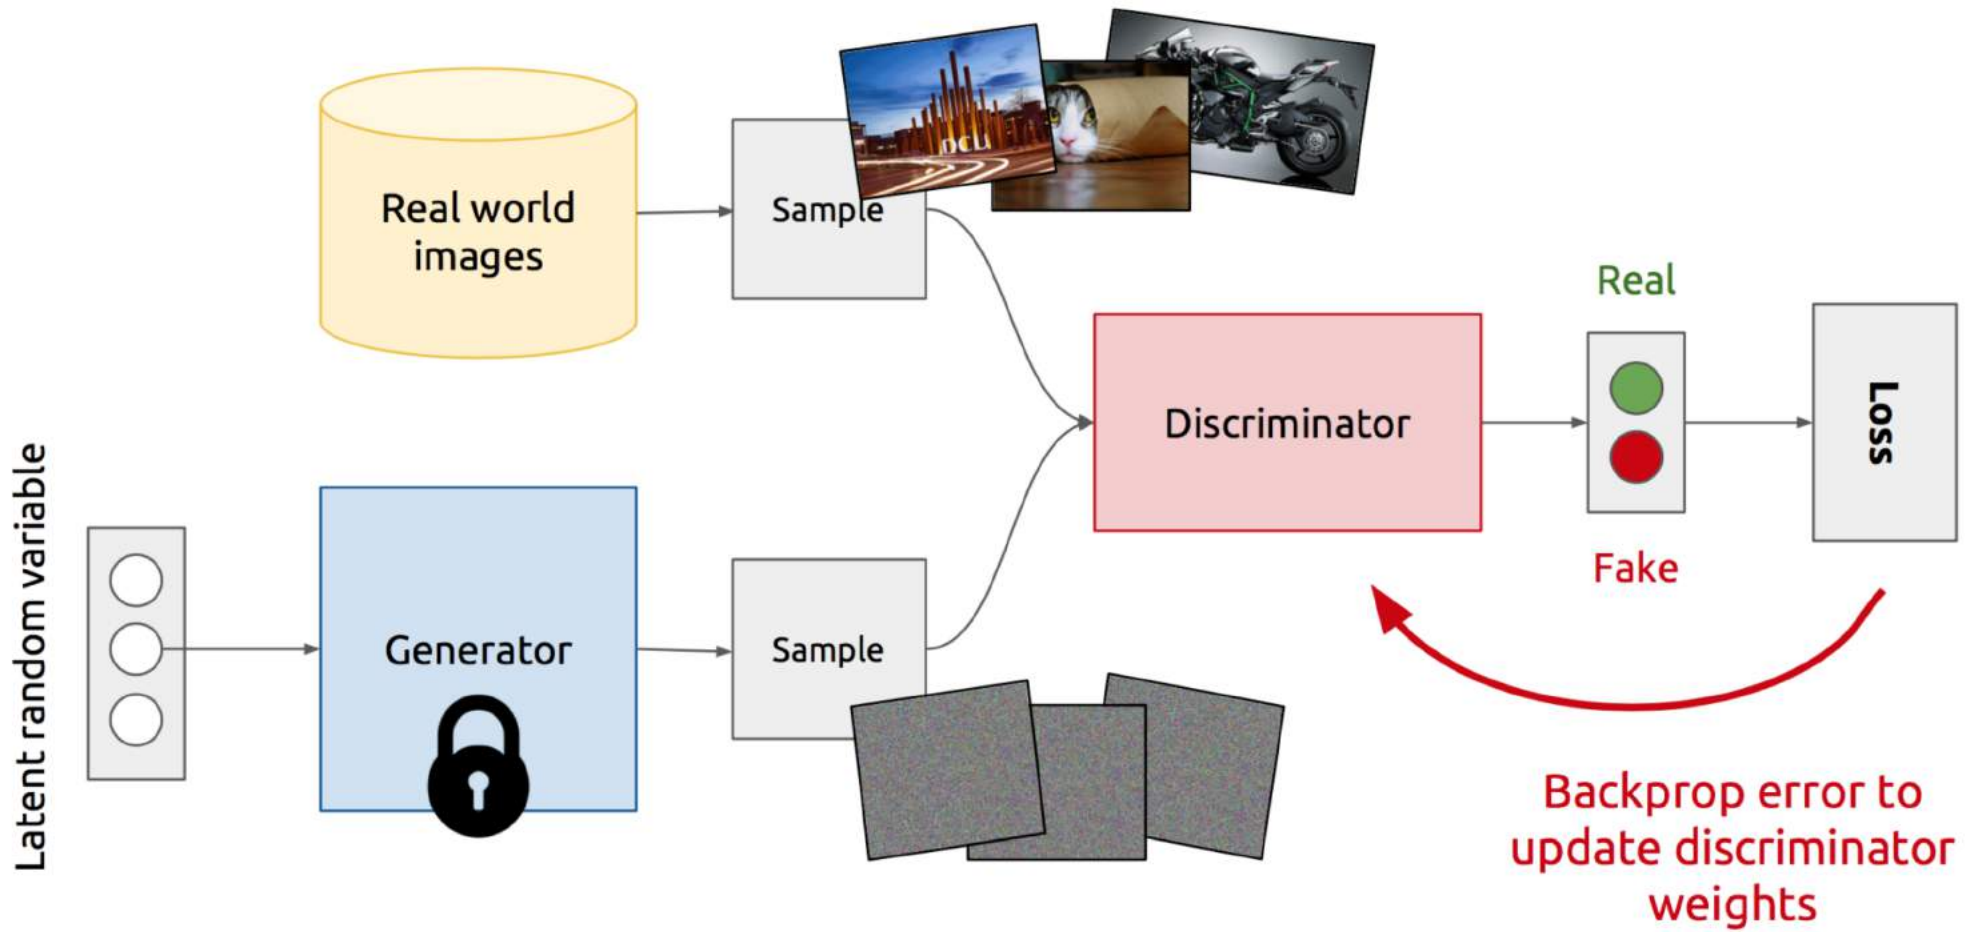 Real world
images
Sample
DCU
Real
Discriminator
Loss
Fake
Latent random variable
Generator
Sample
Backprop error to
update discriminator
weights